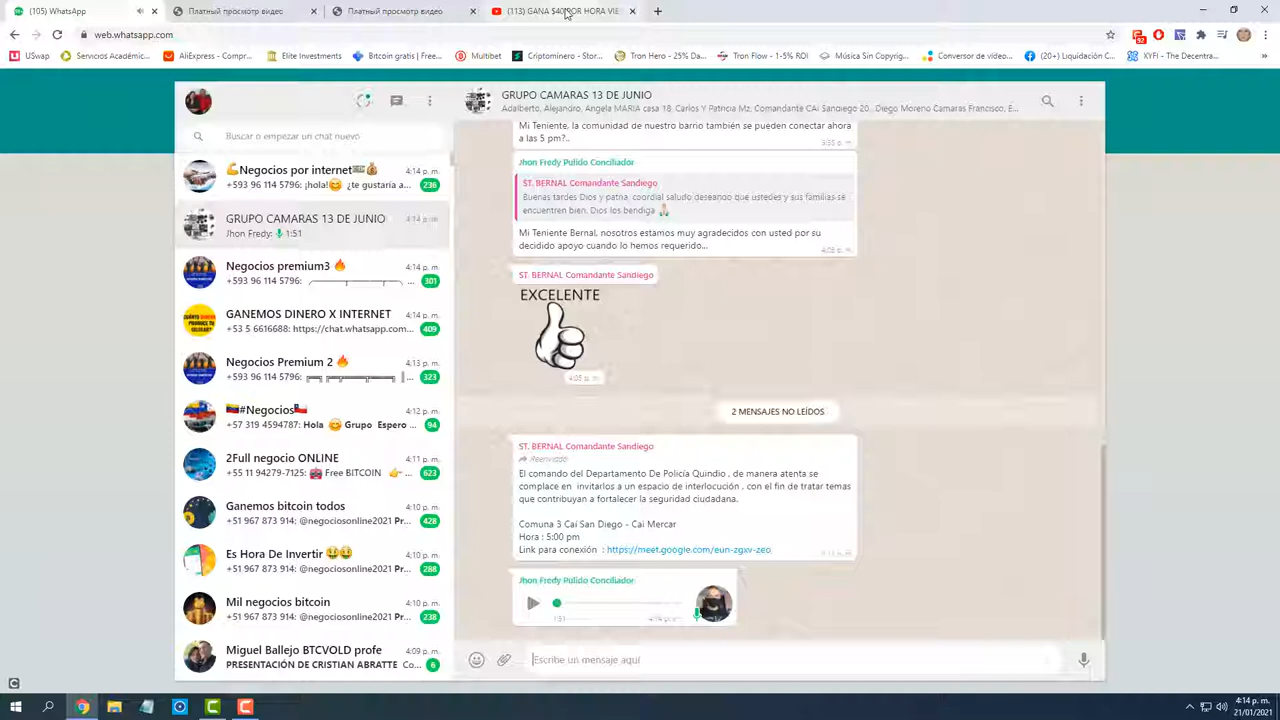 (105) WhatsApp
Платный просмотр видео
Платный просмотр видео
(113) GANA $40 POR HORA VIE
web.whatsapp.com
USwap
Servicios Académic...
AliExpress - Compr...
Elite Investments
Bitcoin gratis | Free...
Multibet
Criptominero - Stor...
Tron Hero - 25% Da...
Tron Flow - 1-5% ROI
Música Sin Copyrig...
Conversor de vídeo...
(20+) Liquidación C...
XYFI — The Decentra...
»
Buscar o empezar un chat nuevo
💪Negocios por internet💵💰 4:14 p. m.
+593 96 114 5796: ¡hola!😋 ¿te gustaría a... 236
GRUPO CAMARAS 13 DE JUNIO 4:14 p. m.
Jhon Fredy: 1:51
Negocios premium3 🔥 4:14 p. m.
+593 96 114 5796: 301
GANEMOS DINERO X INTERNET 4:14 p. m.
+53 5 6616688: https://chat.whatsapp.com... 409
Negocios Premium 2 🔥 4:13 p. m.
+593 96 114 5796: 323
🇻🇪#Negocios🇨🇱 4:12 p. m.
+57 319 4594787: Hola 😋 Grupo Espero ... 94
2Full negocio ONLINE 4:11 p. m.
+55 11 94279-7125: 🤖 Free BITCOIN 👉 ... 623
Ganemos bitcoin todos 4:10 p. m.
+51 967 873 914: @negociosonline2021 Pr... 428
Es Hora De Invertir 🤑🤑 4:10 p. m.
+51 967 873 914: @negociosonline2021 Pr... 288
Mil negocios bitcoin 4:10 p. m.
+51 967 873 914: @negociosonline2021 Pr... 238
Miguel Ballejo BTCVOLD profe 4:09 p. m.
PRESENTACIÓN DE CRISTIAN ABRATTE Co... 6
GRUPO CAMARAS 13 DE JUNIO
Adalberto, Alejandro, Angela MARIA casa 18, Carlos Y Patricia Mz, Comandante CAi Sandiego 20, Diego Moreno Camaras Francisco, E...
Mi Teniente, la comunidad de nuestro barrio también se pueden conectar ahora
a las 5 pm?.. 3:35 p. m.
Jhon Fredy Pulido Conciliador
ST. BERNAL Comandante Sandiego
Buenas tardes Dios y patria, coordial saludo deseando que ustedes y sus familias se
encuentren bien. Dios los bendiga 🙏🏻
Mi Teniente Bernal, nosotros estamos muy agradecidos con usted por su
decidido apoyo cuando lo hemos requerido...
ST. BERNAL Comandante Sandiego
EXCELENTE
4:05 p. m.
2 MENSAJES NO LEÍDOS
ST. BERNAL Comandante Sandiego
Reenviado
El comando del Departamento De Policía Quindio , de manera atenta se
complace en invitarlos a un espacio de interlocución , con el fin de tratar temas
que contribuyan a fortalecer la seguridad ciudadana.
Comuna 3 Cai San Diego - Cai Mercar
Hora : 5:00 pm
Link para conexión : https://meet.google.com/eun-zgxv-zeo
Jhon Fredy Pulido Conciliador
1:51 4:14 p. m.
Escribe un mensaje aquí
4:14 p. m.
21/01/2021